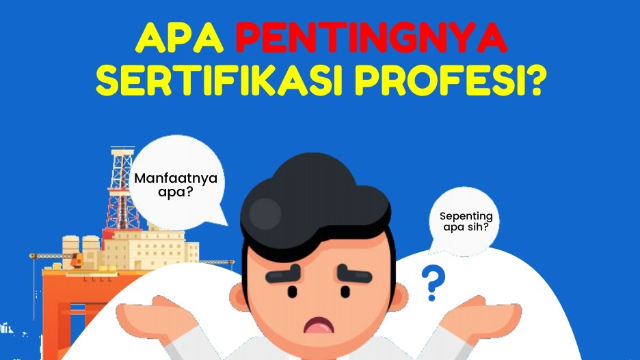 APA PENTINGNYA
SERTIFIKASI PROFESI?
Manfaatnya
apa?
Sepenting
apa sih?
?